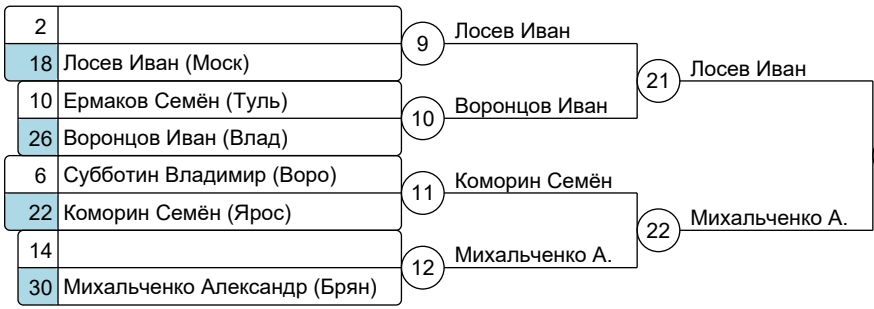 2
9
Лосев Иван
18 Лосев Иван (Моск)
21
Лосев Иван
10 Ермаков Семён (Туль)
10
Воронцов Иван
26 Воронцов Иван (Влад)
6 Субботин Владимир (Воро)
11
Коморин Семён
22 Коморин Семён (Ярос)
22
Михальченко А.
14
12
Михальченко А.
30 Михальченко Александр (Брян)